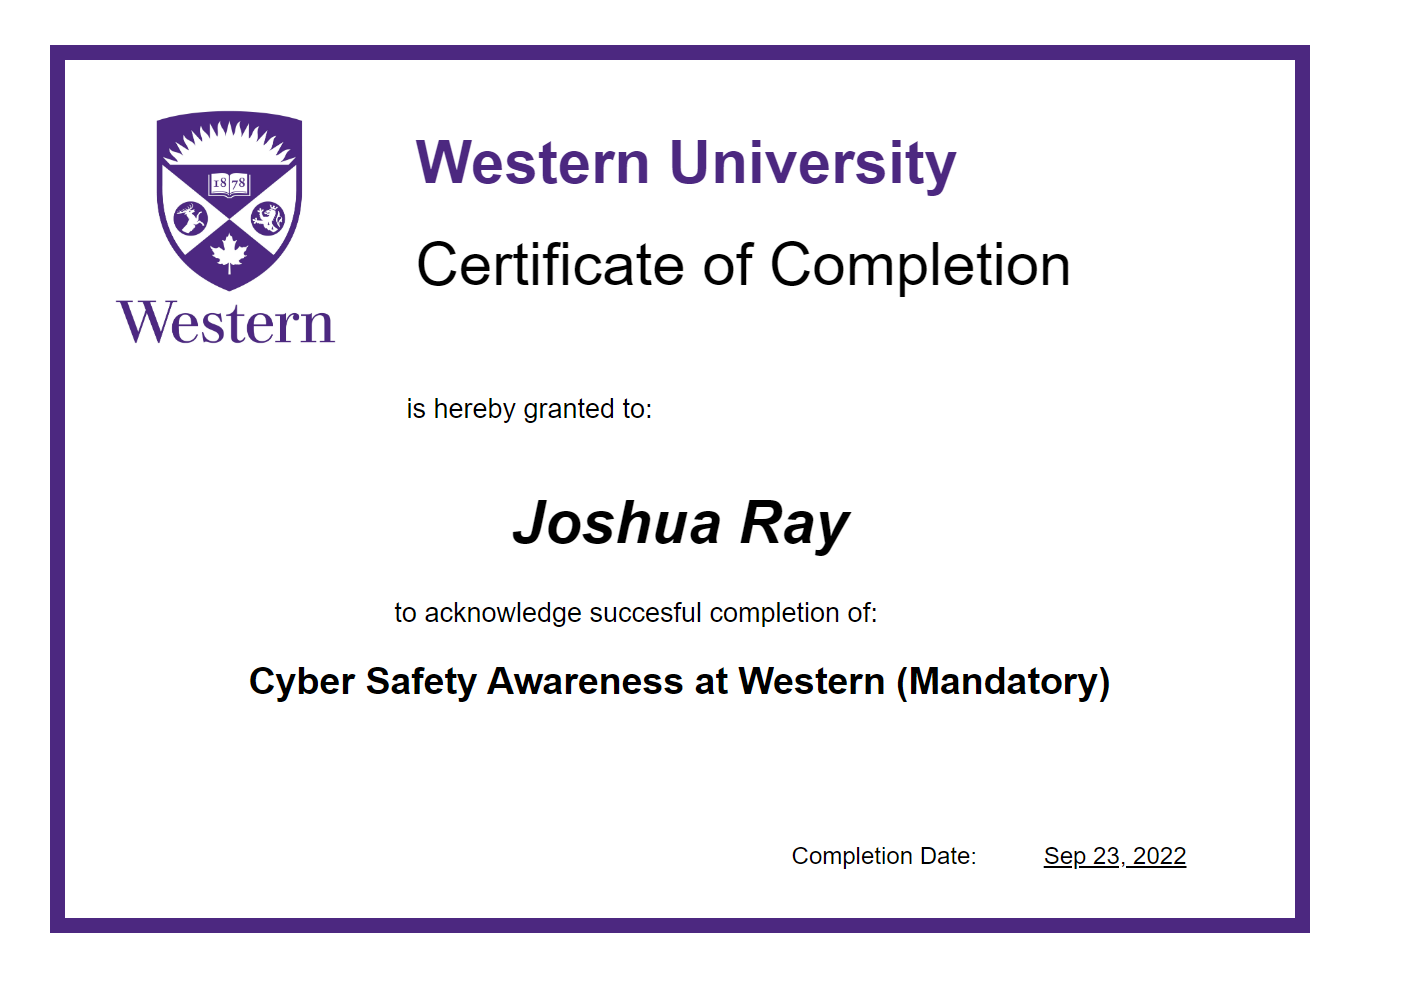 18 78
Western
Western University
Certificate of Completion
is hereby granted to:
Joshua Ray
to acknowledge succesful completion of:
Cyber Safety Awareness at Western (Mandatory)
Completion Date: Sep 23, 2022